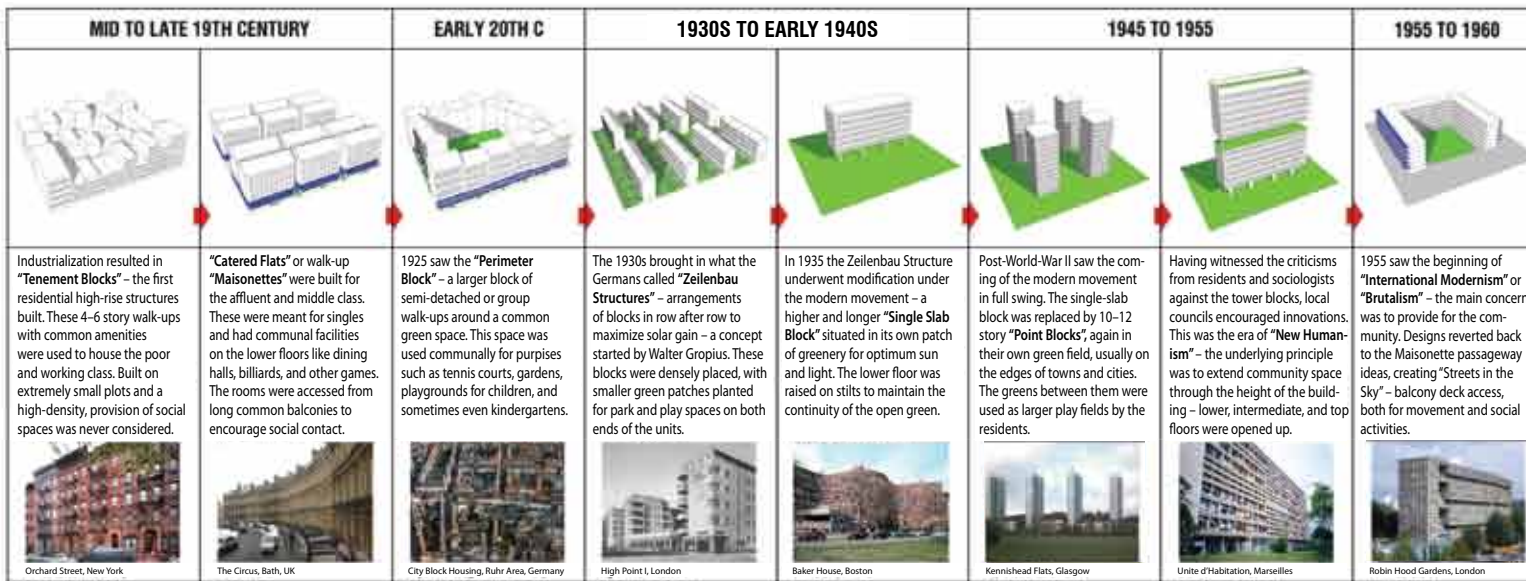 MID TO LATE 19TH CENTURY
EARLY 20TH C
1930S TO EARLY 1940S
1945 TO 1955
1955 TO 1960
Industrialization resulted in
"Tenement Blocks" – the first
residential high-rise structures
built. These 4–6 story walk-ups
with common amenities
were used to house the poor
and working class. Built on
extremely small plots and a
high-density, provision of social
spaces was never considered.
Orchard Street, New York
"Catered Flats" or walk-up
"Maisonettes" were built for
the affluent and middle class.
These were meant for singles
and had communal facilities
on the lower floors like dining
halls, billiards, and other games.
The rooms were accessed from
long common balconies to
encourage social contact.
The Circus, Bath, UK
1925 saw the "Perimeter
Block" – a larger block of
semi-detached or group
walk-ups around a common
green space. This space was
used communally for purpises
such as tennis courts, gardens,
playgrounds for children, and
sometimes even kindergartens.
City Block Housing, Ruhr Area, Germany
The 1930s brought in what the
Germans called "Zeilenbau
Structures" – arrangements
of blocks in row after row to
maximize solar gain – a concept
started by Walter Gropius. These
blocks were densely placed, with
smaller green patches planted
for park and play spaces on both
ends of the units.
High Point I, London
In 1935 the Zeilenbau Structure
underwent modification under
the modern movement – a
higher and longer "Single Slab
Block" situated in its own patch
of greenery for optimum sun
and light. The lower floor was
raised on stilts to maintain the
continuity of the open green.
Baker House, Boston
Post-World-War II saw the com-
ing of the modern movement
in full swing. The single-slab
block was replaced by 10–12
story "Point Blocks", again in
their own green field, usually on
the edges of towns and cities.
The greens between them were
used as larger play fields by the
residents.
Kennishead Flats, Glasgow
Having witnessed the criticisms
from residents and sociologists
against the tower blocks, local
councils encouraged innovations.
This was the era of "New Human-
ism" – the underlying principle
was to extend community space
through the height of the build-
ing – lower, intermediate, and top
floors were opened up.
Unite d'Habitation, Marseilles
1955 saw the beginning of
"International Modernism" or
"Brutalism" – the main concern
was to provide for the com-
munity. Designs reverted back
to the Maisonette passageway
ideas, creating "Streets in the
Sky" – balcony deck access,
both for movement and social
activities.
Robin Hood Gardens, London